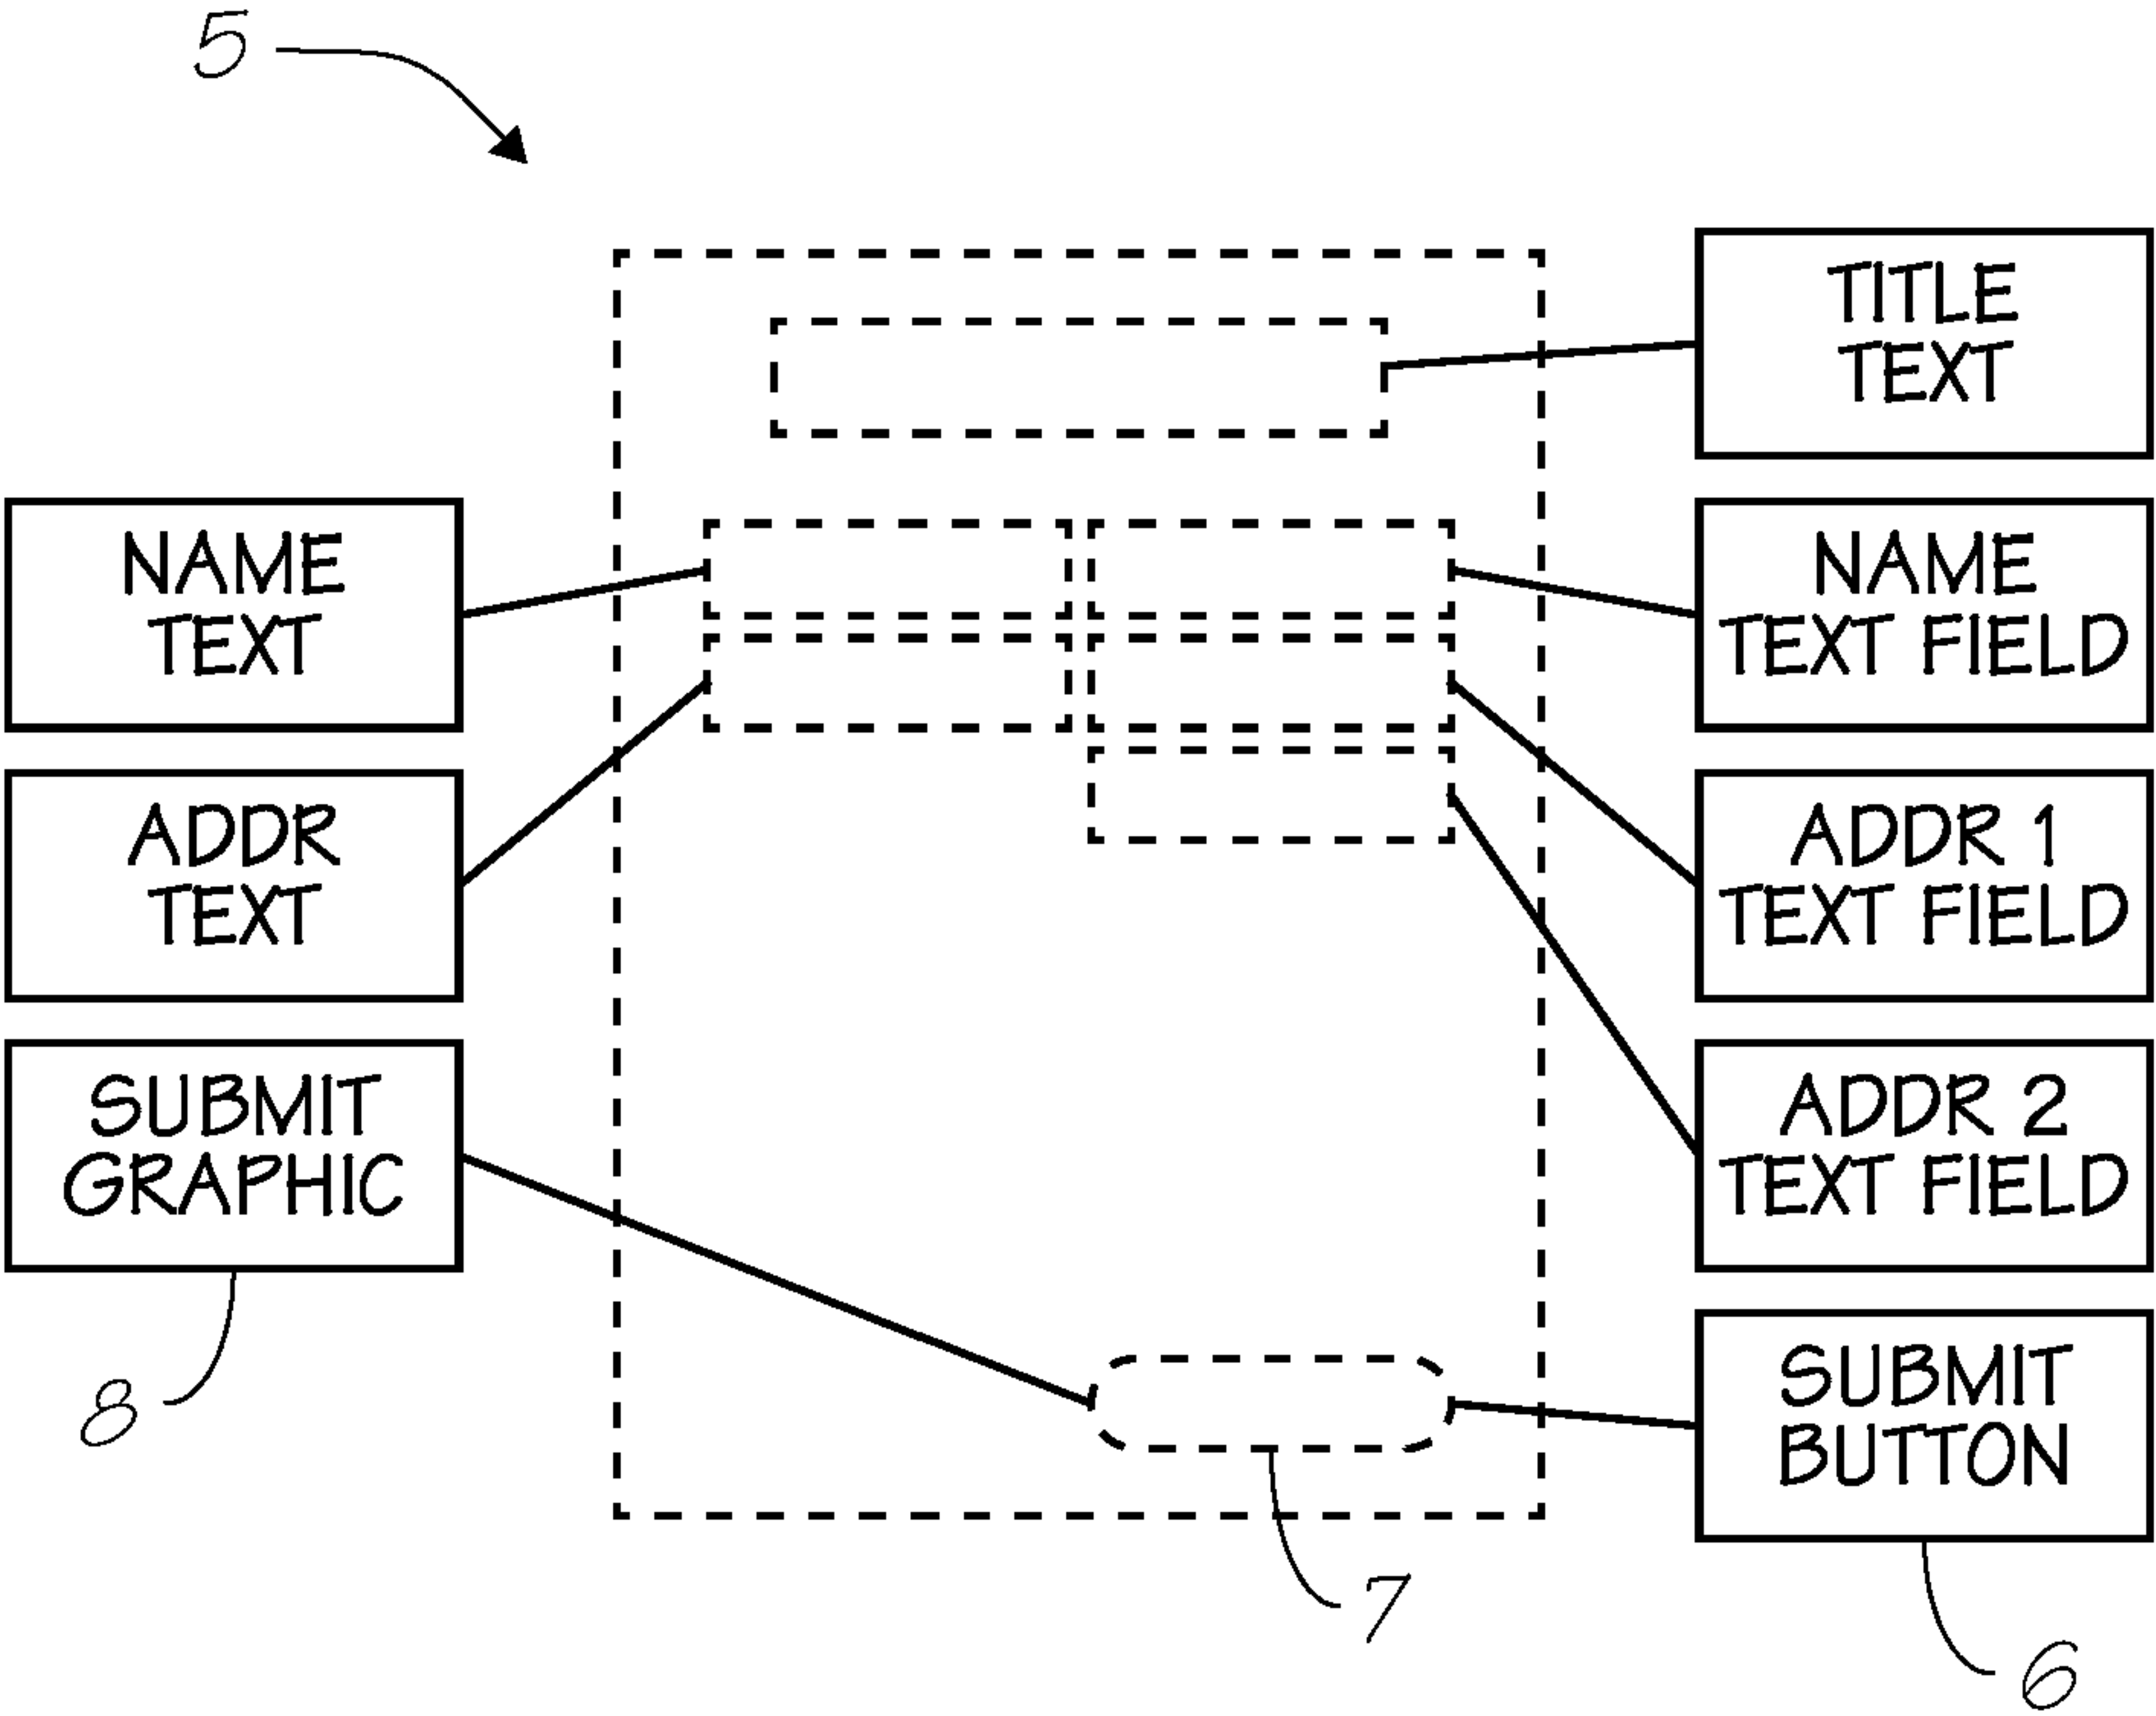 5
TITLE
TEXT
NAME
TEXT
NAME
TEXT FIELD
ADDR
TEXT
ADDR 1
TEXT FIELD
SUBMIT
GRAPHIC
ADDR 2
TEXT FIELD
SUBMIT
BUTTON
8
7
6